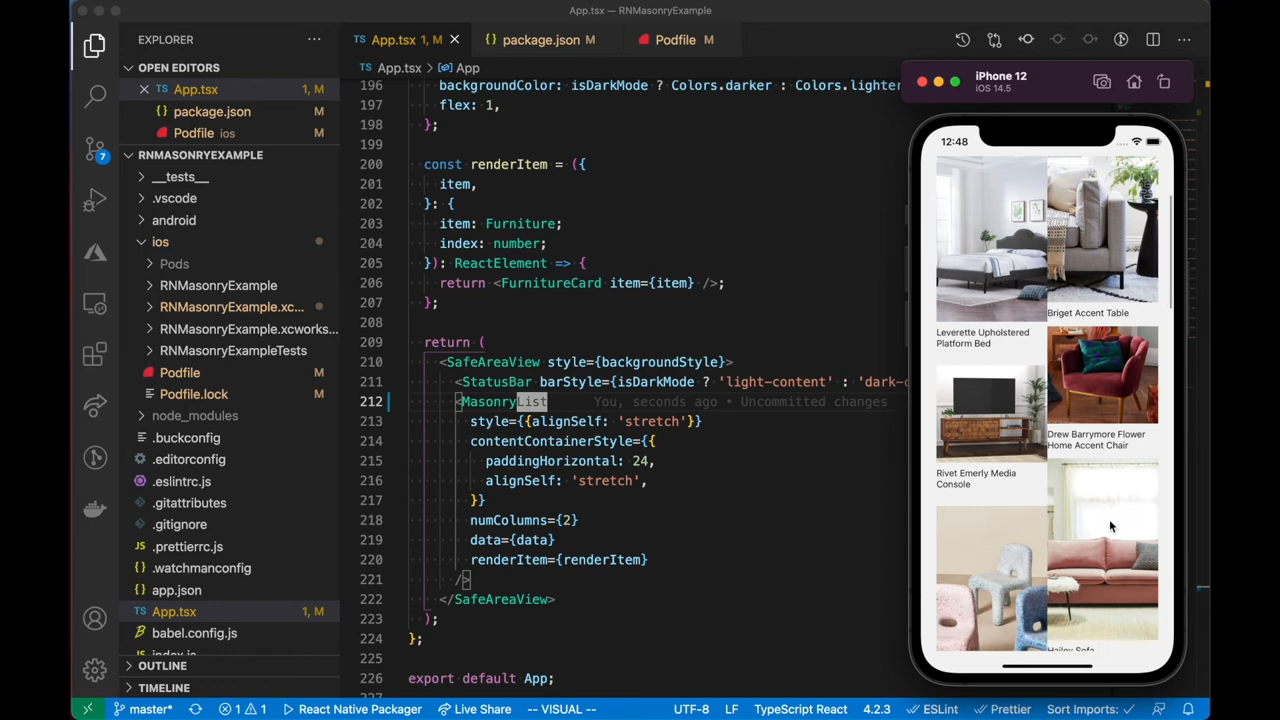 App.tsx — RNMasonryExample
EXPLORER
OPEN EDITORS
App.tsx 1, M
package.json M
Podfile ios M
RNMASONRYEXAMPLE
__tests__
.vscode
android
ios
Pods
RNMasonryExample
RNMasonryExample.xc...
RNMasonryExample.xcworks...
RNMasonryExampleTests
Podfile M
Podfile.lock M
node_modules
.buckconfig
.editorconfig
.eslintrc.js
.gitattributes
.gitignore
.prettierrc.js
.watchmanconfig
app.json
App.tsx 1, M
babel.config.js
index.js
OUTLINE
TIMELINE
7
App.tsx 1, M
package.json M
Podfile M
App.tsx > App
196 backgroundColor: isDarkMode ? Colors.darker : Colors.lighter
197 flex: 1,
198 };
199
200 const renderItem = ({
201 item,
202 }: {
203 item: Furniture;
204 index: number;
205 }): ReactElement => {
206 return <FurnitureCard item={item} />;
207 };
208
209 return (
210 <SafeAreaView style={backgroundStyle}>
211 <StatusBar barStyle={isDarkMode ? 'light-content' : 'dark-c
212 <MasonryList You, seconds ago • Uncommitted changes
213 style={{alignSelf: 'stretch'}}
214 contentContainerStyle={{
215 paddingHorizontal: 24,
216 alignSelf: 'stretch',
217 }}
218 numColumns={2}
219 data={data}
220 renderItem={renderItem}
221 />
222 </SafeAreaView>
223 );
224 };
225
226 export default App;
227
iPhone 12
iOS 14.5
12:48
Leverette Upholstered
Platform Bed
Rivet Emerly Media
Console
Briget Accent Table
Drew Barrymore Flower
Home Accent Chair
Hailey Sofa
master* 1 1 React Native Packager Live Share -- VISUAL -- UTF-8 LF TypeScript React 4.2.3 ESLint Prettier Sort Imports: